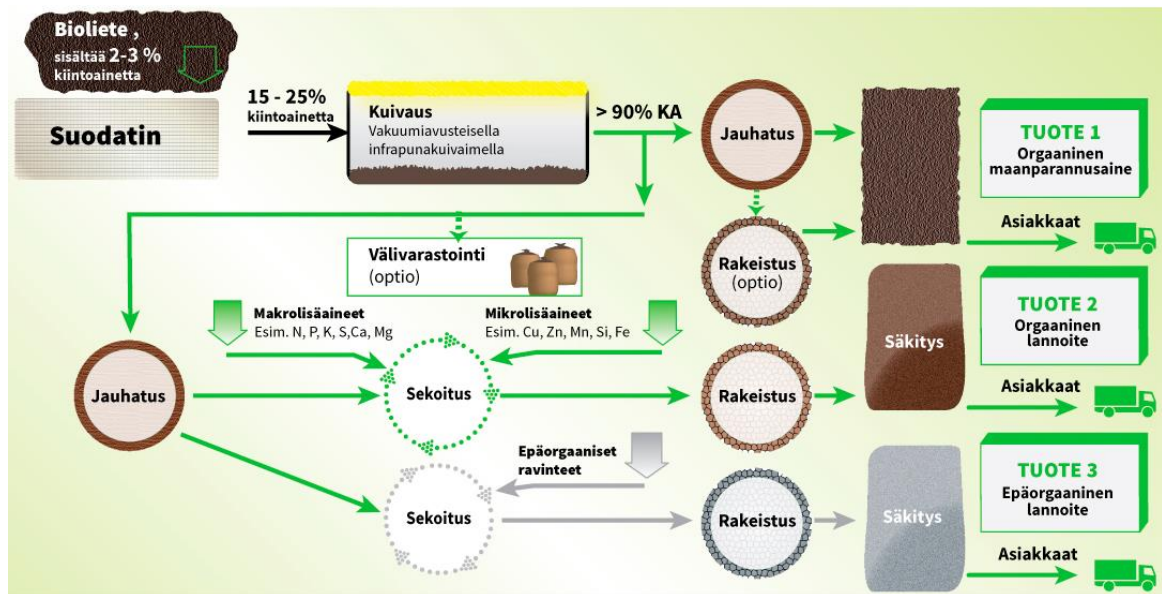 Bioliete ,
sisältää 2-3 %
kiintoainetta
Suodatin
15 - 25%
kiintoainetta
Kuivaus
Vakuumiavusteisella
infrapunakuivaimella
> 90% KA
Jauhatus
TUOTE 1
Orgaaninen
maanparannusaine
Asiakkaat
Rakeistus
(optio)
Välivarastointi
(optio)
Makrolisäaineet
Esim. N, P, K, S,Ca, Mg
Mikrolisäaineet
Esim. Cu, Zn, Mn, Si, Fe
Jauhatus
Sekoitus
Rakeistus
Säkitys
TUOTE 2
Orgaaninen
lannoite
Asiakkaat
Epäorgaaniset
ravinteet
Sekoitus
Rakeistus
Säkitys
TUOTE 3
Epäorgaaninen
lannoite
Asiakkaat